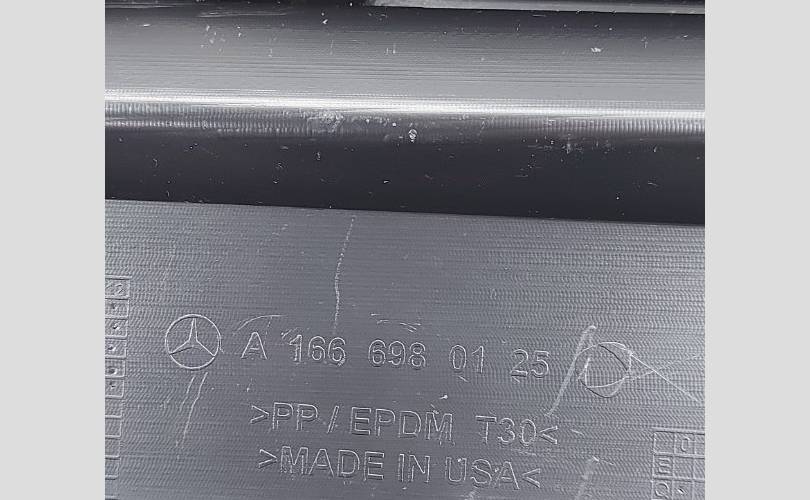 A 166 698 01 25
>PP / EPDM T30<
>MADE IN USA<